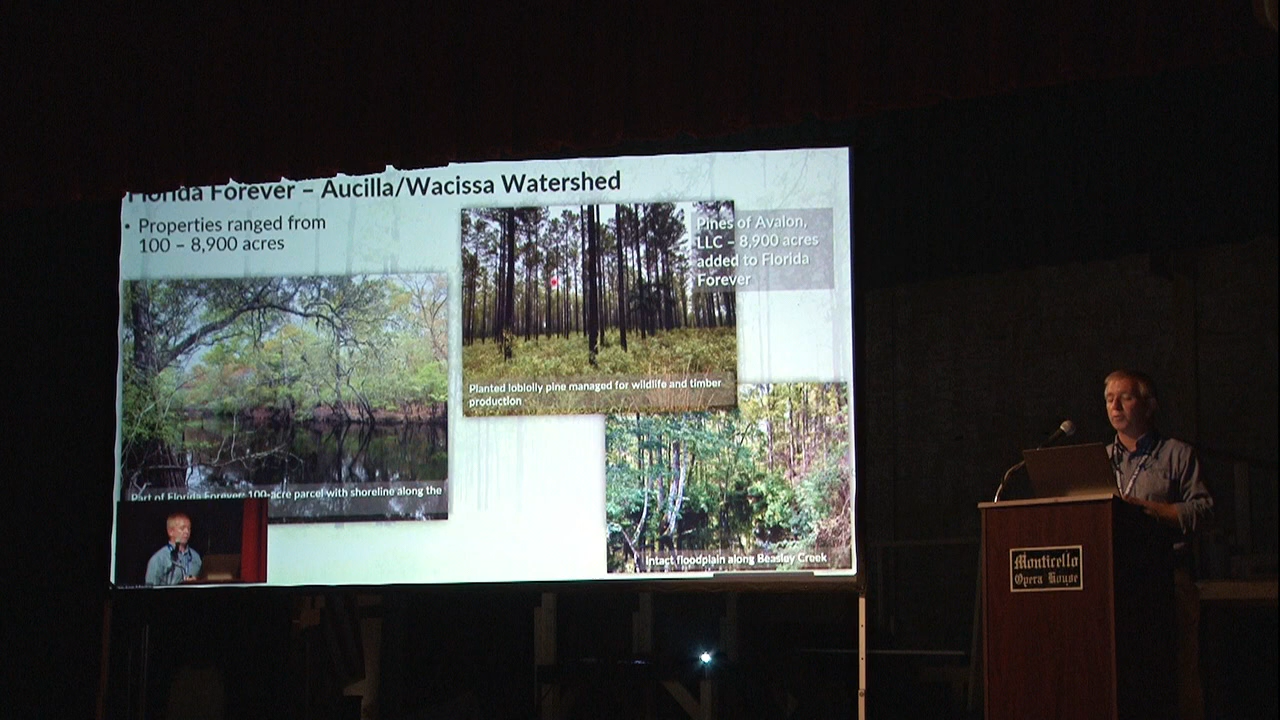 Florida Forever – Aucilla/Wacissa Watershed
• Properties ranged from
100 – 8,900 acres
Pines of Avalon,
LLC – 8,900 acres
added to Florida
Forever
Planted loblolly pine managed for wildlife and timber
production
Part of Florida Forever: 100-acre parcel with shoreline along the
Intact floodplain along Beasley Creek
Monticello
Opera House